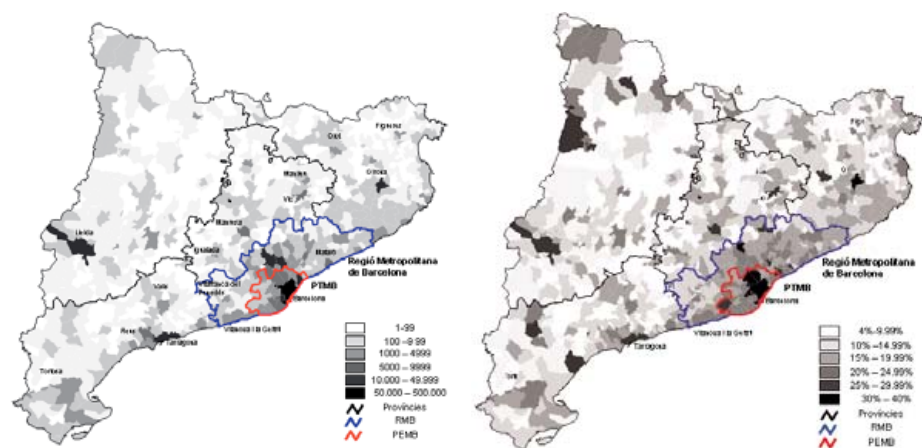 Olot
Figueres
Girona
Manlleu
Vic
Manresa
Lleida
Igualada
Mataró
Regió Metropolitana
de Barcelona
PTMB
Barcelona
Valls
Vilanova i la Geltrú
Reus
Tarragona
Tortosa
1-99
100 – 999
1000 – 4999
5000 – 9999
10.000 – 49.999
50.000 – 500.000
Províncies
RMB
PEMB
Regió Metropolitana
de Barcelona
PTMB
Barcelona
Vilanova i la Geltrú
Tarragona
4%-9.99%
10% – 14.99%
15% – 19.99%
20% – 24.99%
25% – 29.99%
30% – 40%
Províncies
RMB
PEMB